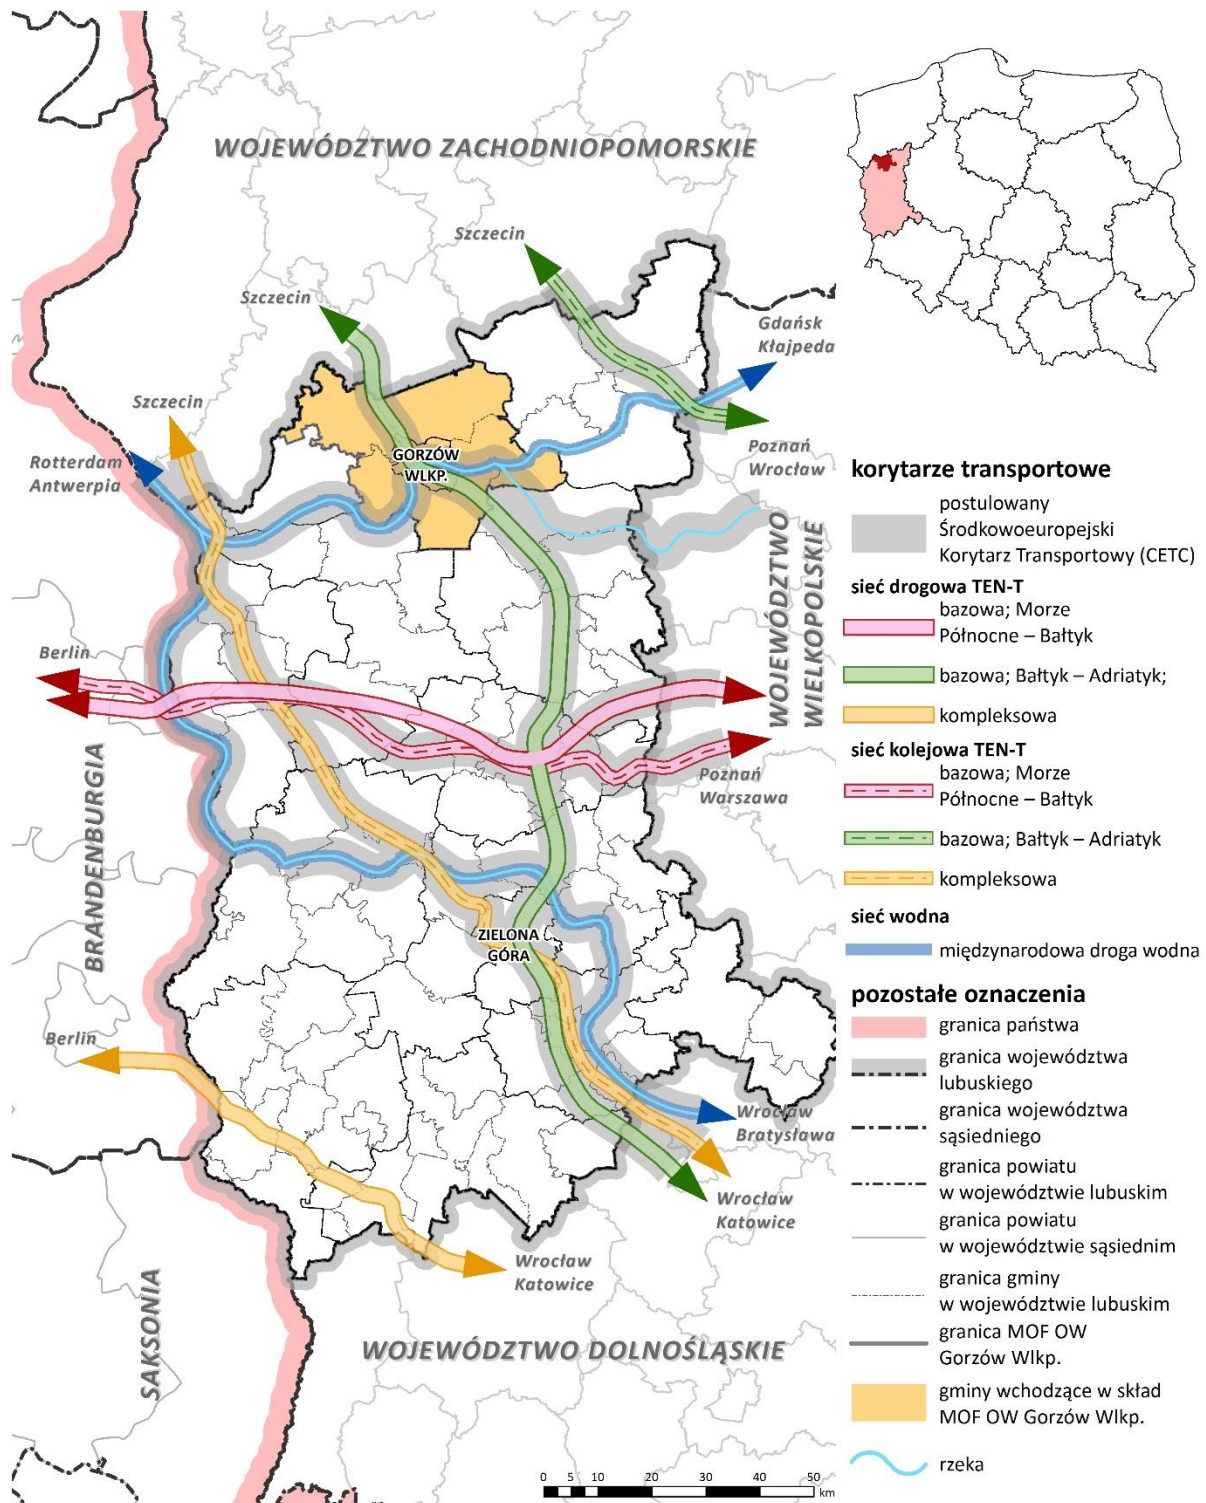 WOJEWÓDZTWO ZACHODNIOPOMORSKIE
Szczecin
Szczecin
Gdańsk
Kłajpeda
Szczecin
Rotterdam
Antwerpia
GORZÓW
WLKP.
Poznań
Wrocław
WOJEWÓDZTWO
WIELKOPOLSKIE
Berlin
Poznań
Warszawa
BRANDENBURGIA
ZIELONA
GÓRA
Berlin
Wrocław
Bratysława
Wrocław
Katowice
Wrocław
Katowice
SAKSONIA
WOJEWÓDZTWO DOLNOŚLĄSKIE
0 5 10 20 30 40 50
km
korytarze transportowe
postulowany
Środkowoeuropejski
Korytarz Transportowy (CETC)
sieć drogowa TEN-T
bazowa; Morze
Północne – Bałtyk
bazowa; Bałtyk – Adriatyk;
kompleksowa
sieć kolejowa TEN-T
bazowa; Morze
Północne – Bałtyk
bazowa; Bałtyk – Adriatyk
kompleksowa
sieć wodna
międzynarodowa droga wodna
pozostałe oznaczenia
granica państwa
granica województwa
lubuskiego
granica województwa
sąsiedniego
granica powiatu
w województwie lubuskim
granica powiatu
w województwie sąsiednim
granica gminy
w województwie lubuskim
granica MOF OW
Gorzów Wlkp.
gminy wchodzące w skład
MOF OW Gorzów Wlkp.
rzeka